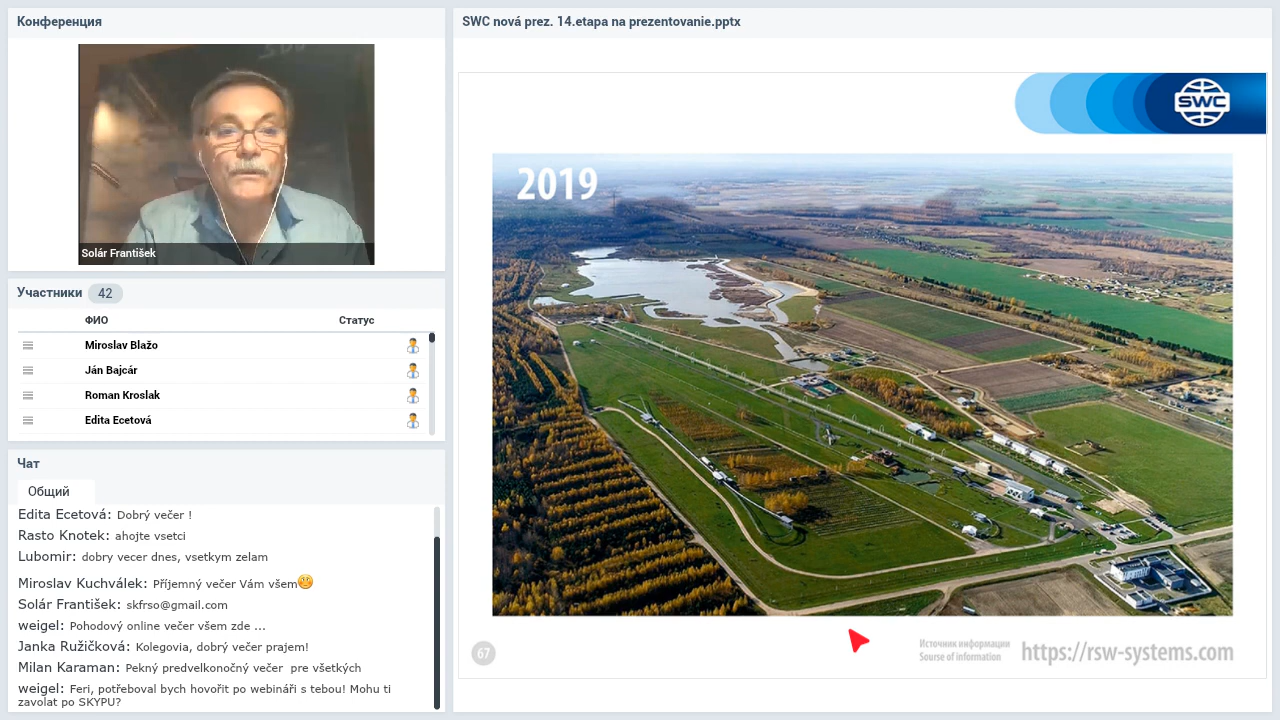 Конференция
Solár František
Участники 42
ФИО Статус
Miroslav Blažo
Ján Bajcár
Roman Kroslak
Edita Ecetová
Чат
Общий
Edita Ecetová: Dobrý večer !
Rasto Knotek: ahojte vsetci
Lubomir: dobry vecer dnes, vsetkym zelam
Miroslav Kuchválek: Příjemný večer Vám všem
Solár František: skfrso@gmail.com
weigel: Pohodový online večer všem zde ...
Janka Ružičková: Kolegovia, dobrý večer prajem!
Milan Karaman: Pekný predvelkonočný večer pre všetkých
weigel: Feri, potřeboval bych hovořit po webináři s tebou! Mohu ti
zavolat po SKYPU?
SWC nová prez. 14.etapa na prezentovanie.pptx
SWC
2019
67
Источник информации
Sourse of information
https://rsw-systems.com